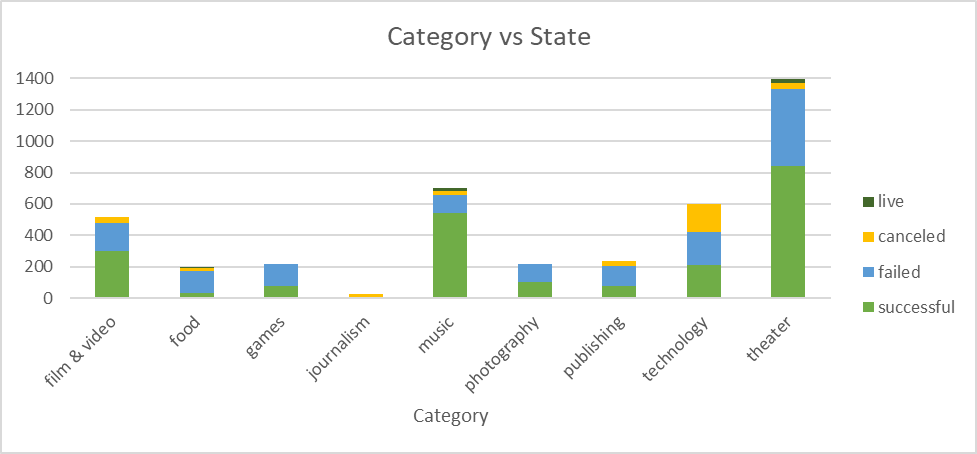 Category vs State
1400
1200
1000
800
600
400
200
0
film & video
food
games
journalism
music
photography
publishing
technology
theater
Category
live
canceled
failed
successful